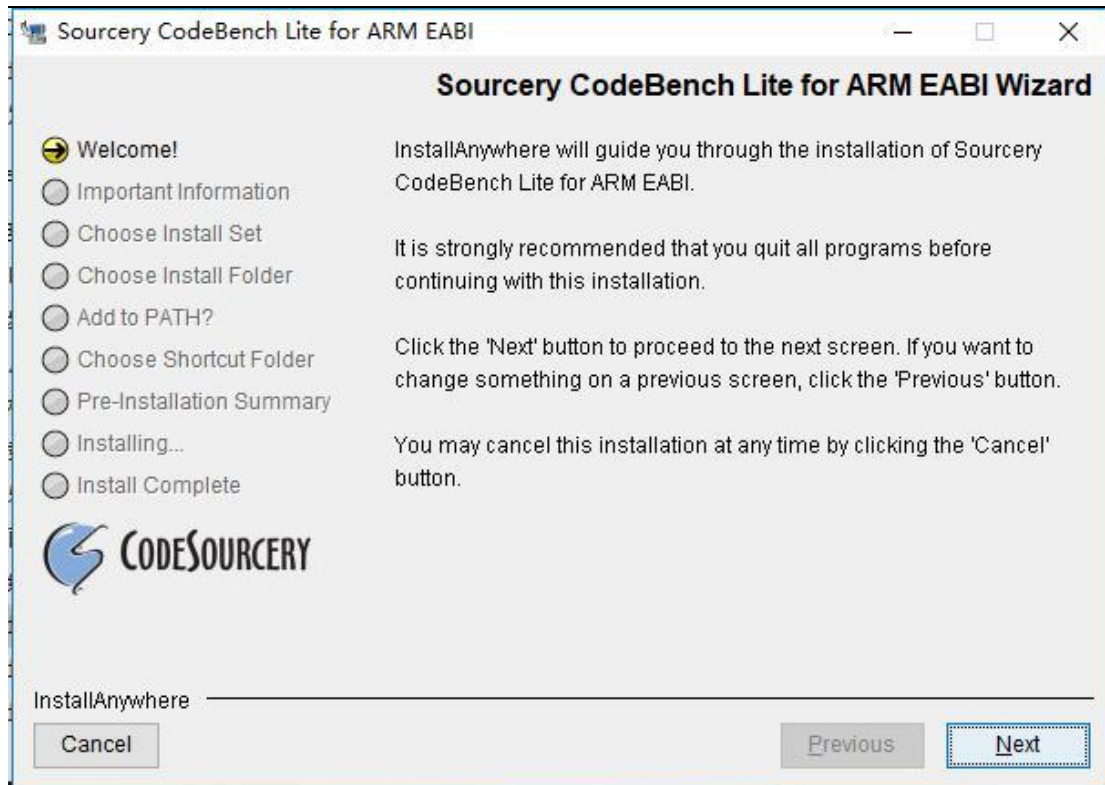 Sourcery CodeBench Lite for ARM EABI
Sourcery CodeBench Lite for ARM EABI Wizard
Welcome!
Important Information
Choose Install Set
Choose Install Folder
Add to PATH?
Choose Shortcut Folder
Pre-Installation Summary
Installing...
Install Complete
CODESOURCERY
InstallAnywhere will guide you through the installation of Sourcery
CodeBench Lite for ARM EABI.
It is strongly recommended that you quit all programs before
continuing with this installation.
Click the 'Next' button to proceed to the next screen. If you want to
change something on a previous screen, click the 'Previous' button.
You may cancel this installation at any time by clicking the 'Cancel'
button.
InstallAnywhere
Cancel
Previous
Next